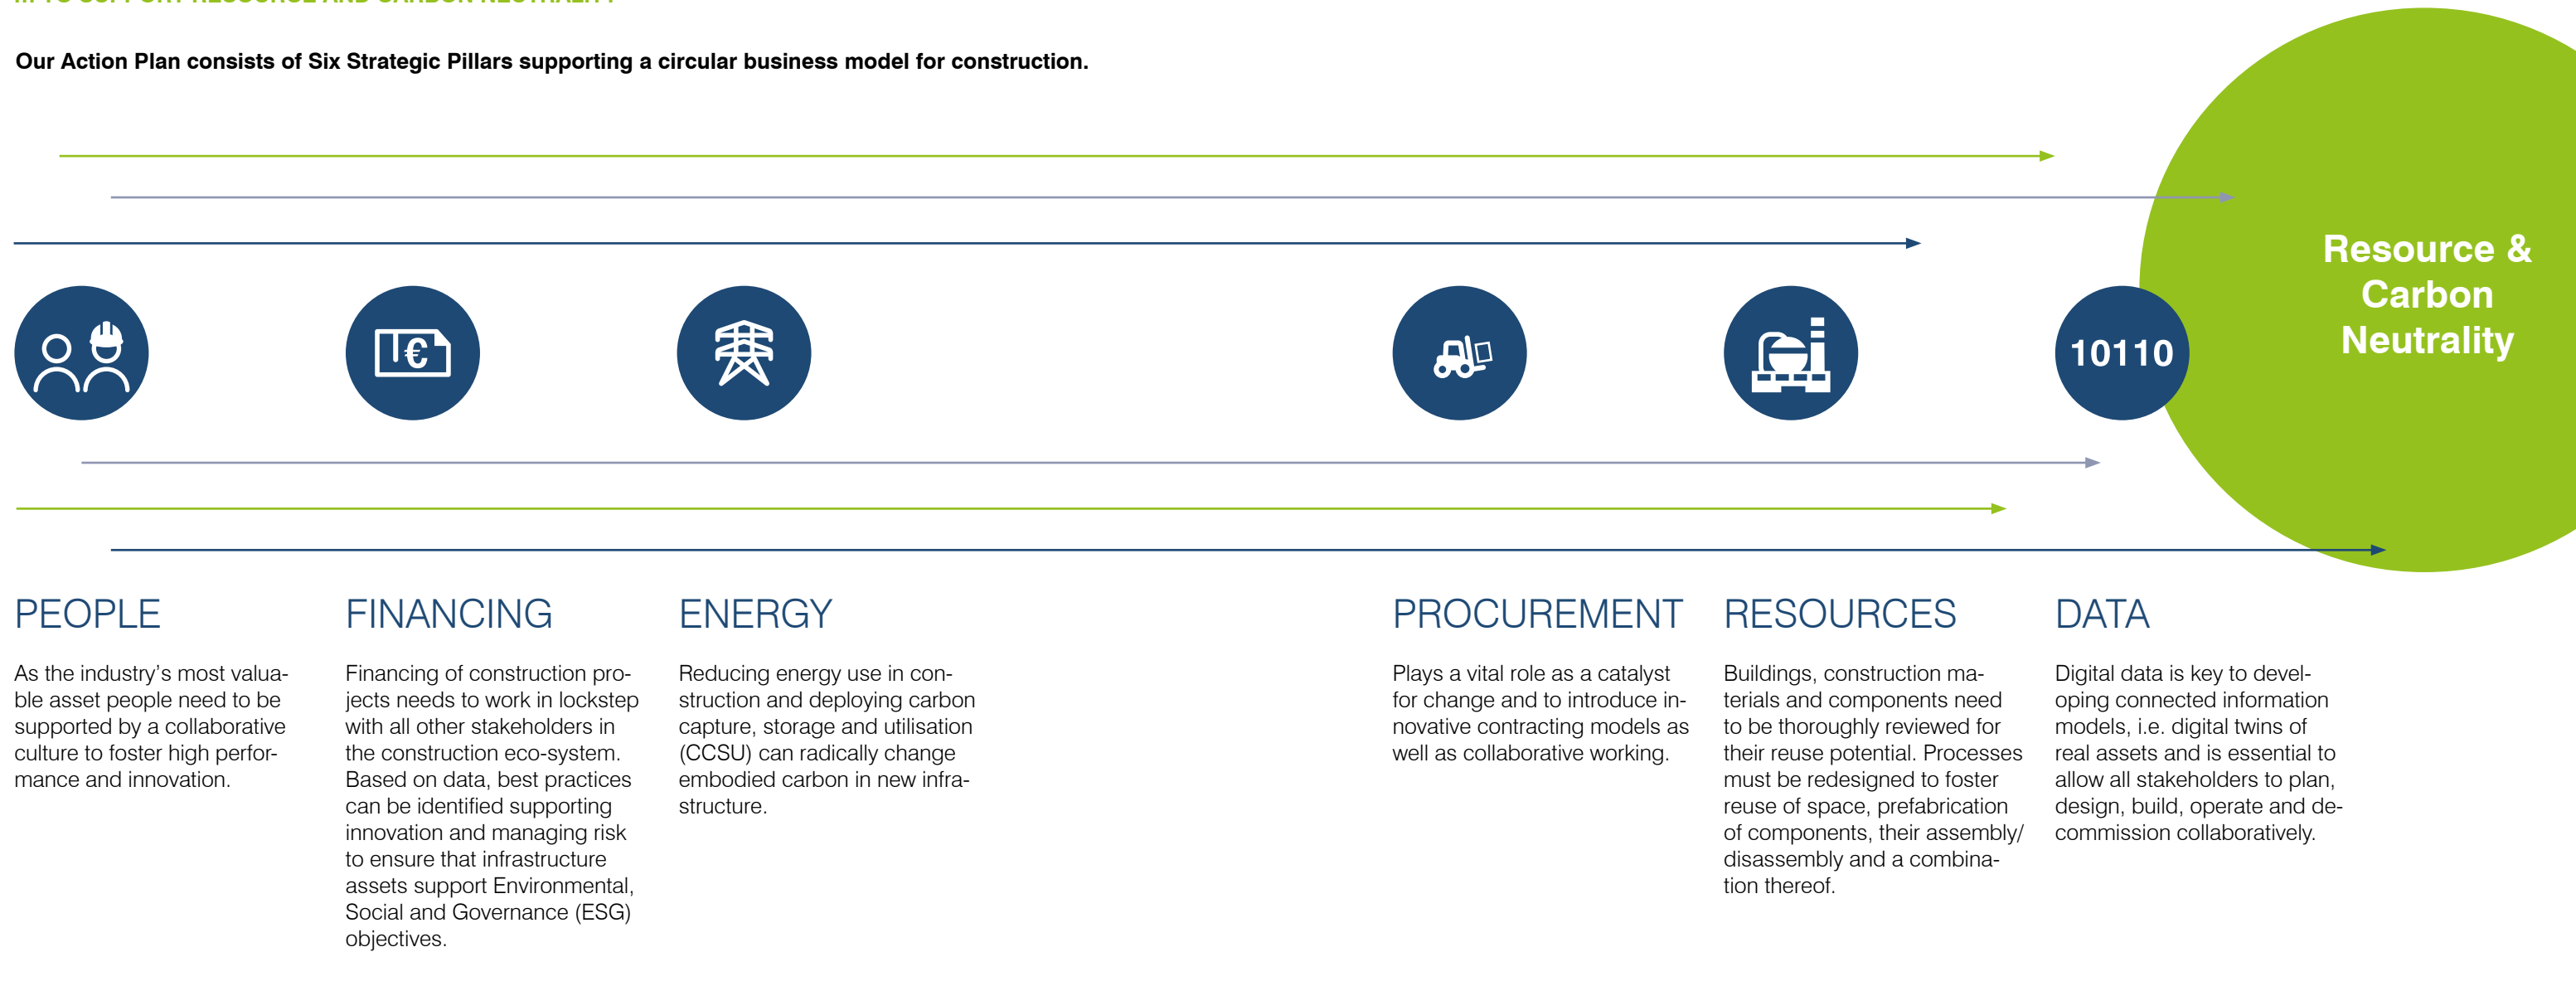 ... TO SUPPORT RESOURCE AND CARBON NEUTRALITY
Our Action Plan consists of Six Strategic Pillars supporting a circular business model for construction.
Resource &
Carbon
Neutrality
€
10110
PEOPLE
As the industry’s most valua-
ble asset people need to be
supported by a collaborative
culture to foster high perfor-
mance and innovation.
FINANCING
Financing of construction pro-
jects needs to work in lockstep
with all other stakeholders in
the construction eco-system.
Based on data, best practices
can be identified supporting
innovation and managing risk
to ensure that infrastructure
assets support Environmental,
Social and Governance (ESG)
objectives.
ENERGY
Reducing energy use in con-
struction and deploying carbon
capture, storage and utilisation
(CCSU) can radically change
embodied carbon in new infra-
structure.
PROCUREMENT
Plays a vital role as a catalyst
for change and to introduce in-
novative contracting models as
well as collaborative working.
RESOURCES
Buildings, construction ma-
terials and components need
to be thoroughly reviewed for
their reuse potential. Processes
must be redesigned to foster
reuse of space, prefabrication
of components, their assembly/
disassembly and a combina-
tion thereof.
DATA
Digital data is key to devel-
oping connected information
models, i.e. digital twins of
real assets and is essential to
allow all stakeholders to plan,
design, build, operate and de-
commission collaboratively.